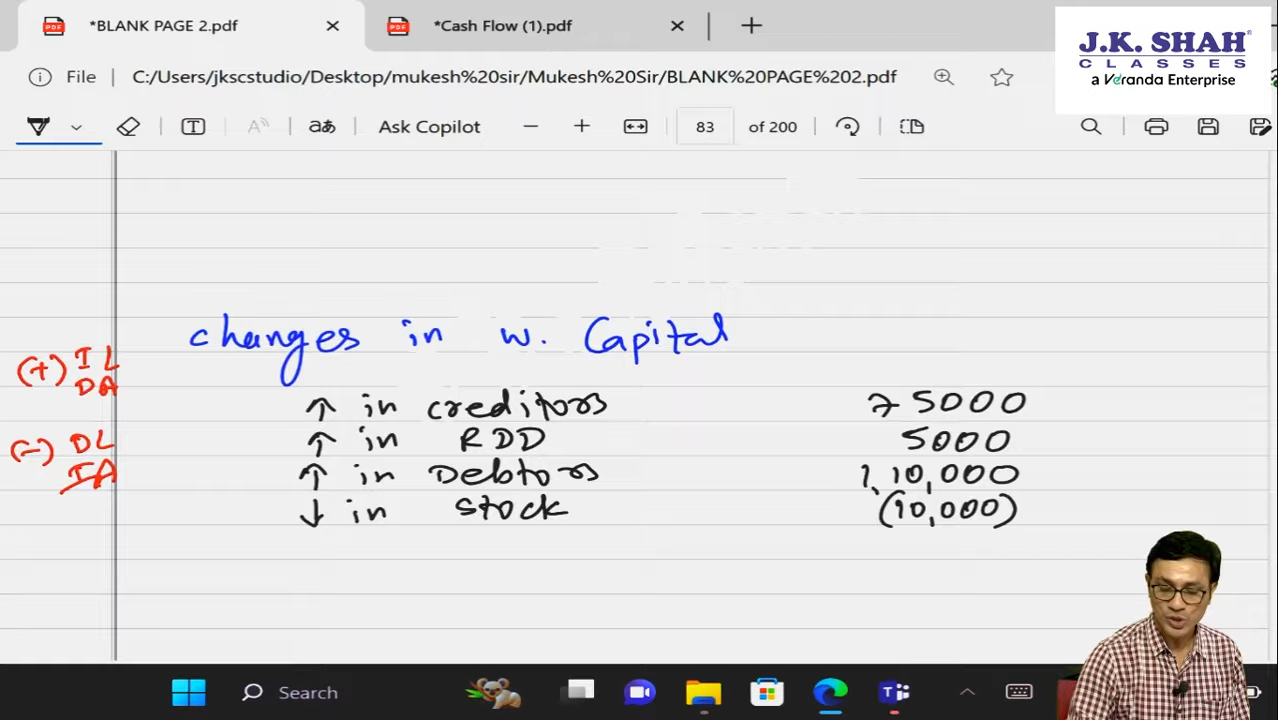 *BLANK PAGE 2.pdf
*Cash Flow (1).pdf
J.K. SHAH®
CLASSES
a Veranda Enterprise
File C:/Users/jkscstudio/Desktop/mukesh%20sir/Mukesh%20Sir/BLANK%20PAGE%202.pdf
Ask Copilot
83 of 200
changes in w. Capital
(+) IL
DA
(-) DL
IA
↑ in creditors 75000
↑ in RDD 5000
↑ in Debtors 1,10,000
↓ in stock (10,000)
Search